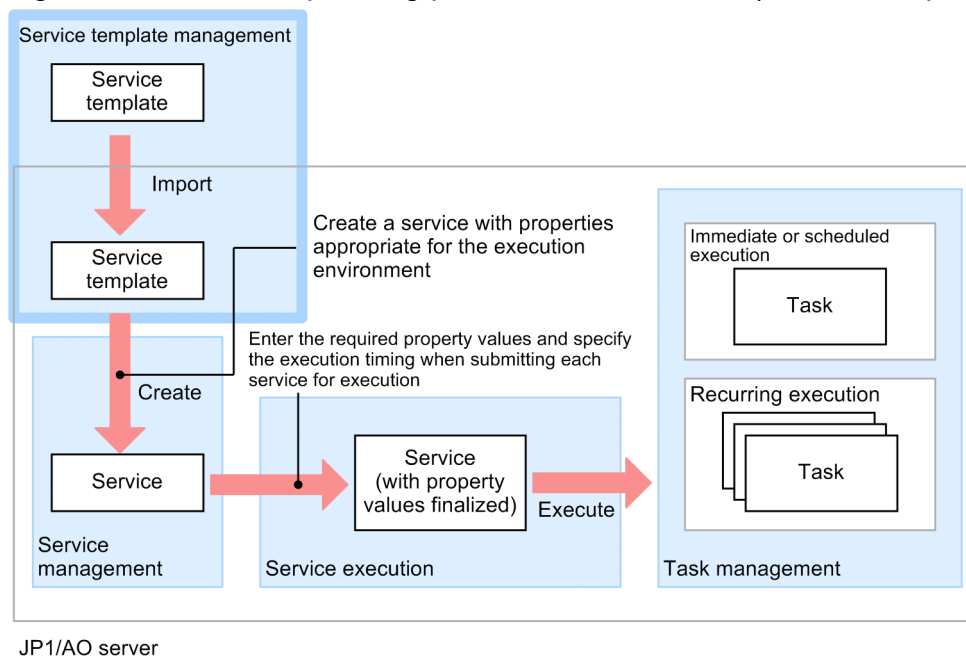 Service template management
Service
template
Import
Service
template
Create a service with properties
appropriate for the execution
environment
Immediate or scheduled
execution
Task
Enter the required property values and specify
the execution timing when submitting each
service for execution
Create
Recurring execution
Task
Service
Service
(with property
values finalized)
Execute
Service
management
Service execution
Task management
JP1/AO server